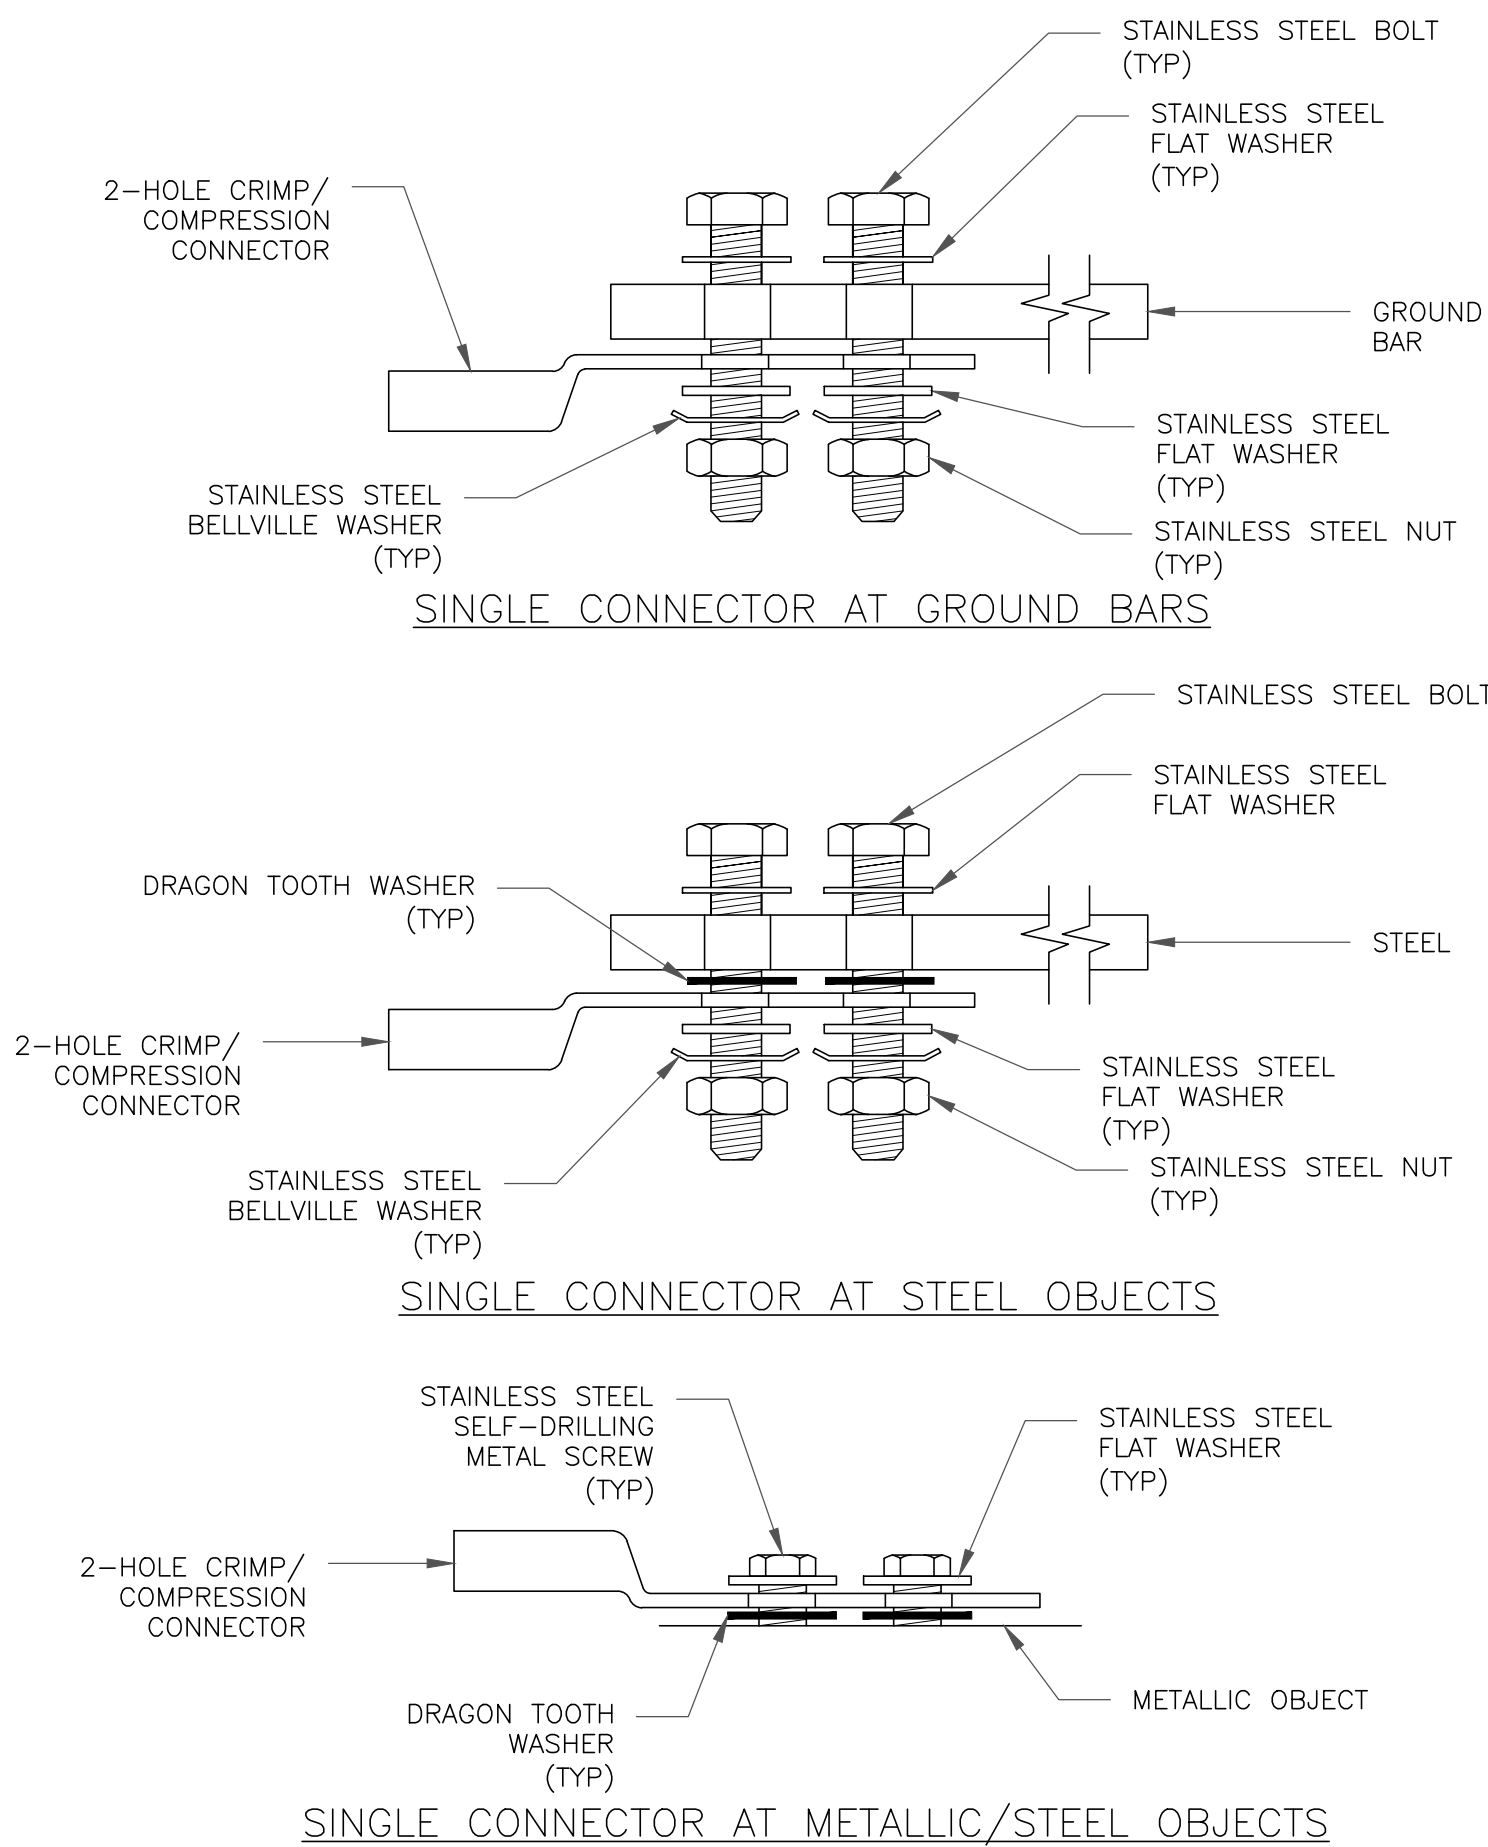 STAINLESS STEEL BOLT
(TYP)
STAINLESS STEEL
FLAT WASHER
(TYP)
2-HOLE CRIMP/
COMPRESSION
CONNECTOR
GROUND
BAR
STAINLESS STEEL
FLAT WASHER
(TYP)
STAINLESS STEEL
BELLVILLE WASHER
(TYP)
STAINLESS STEEL NUT
(TYP)
SINGLE CONNECTOR AT GROUND BARS
STAINLESS STEEL BOLT
STAINLESS STEEL
FLAT WASHER
DRAGON TOOTH WASHER
(TYP)
STEEL
2-HOLE CRIMP/
COMPRESSION
CONNECTOR
STAINLESS STEEL
FLAT WASHER
(TYP)
STAINLESS STEEL NUT
(TYP)
STAINLESS STEEL
BELLVILLE WASHER
(TYP)
SINGLE CONNECTOR AT STEEL OBJECTS
STAINLESS STEEL
SELF-DRILLING
METAL SCREW
(TYP)
STAINLESS STEEL
FLAT WASHER
(TYP)
2-HOLE CRIMP/
COMPRESSION
CONNECTOR
METALLIC OBJECT
DRAGON TOOTH
WASHER
(TYP)
SINGLE CONNECTOR AT METALLIC/STEEL OBJECTS